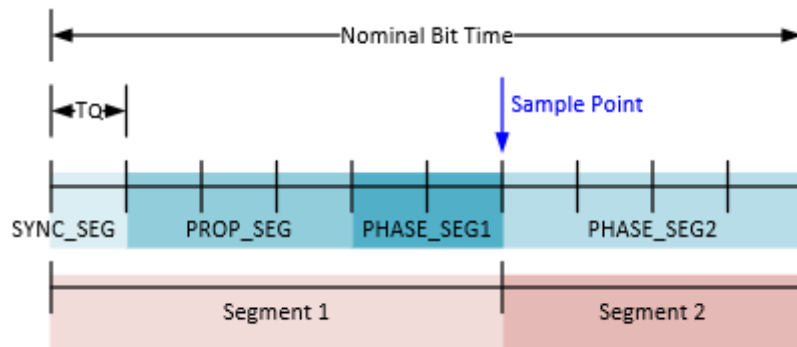 Nominal Bit Time
TQ
Sample Point
SYNC_SEG PROP_SEG PHASE_SEG1 PHASE_SEG2
Segment 1 Segment 2